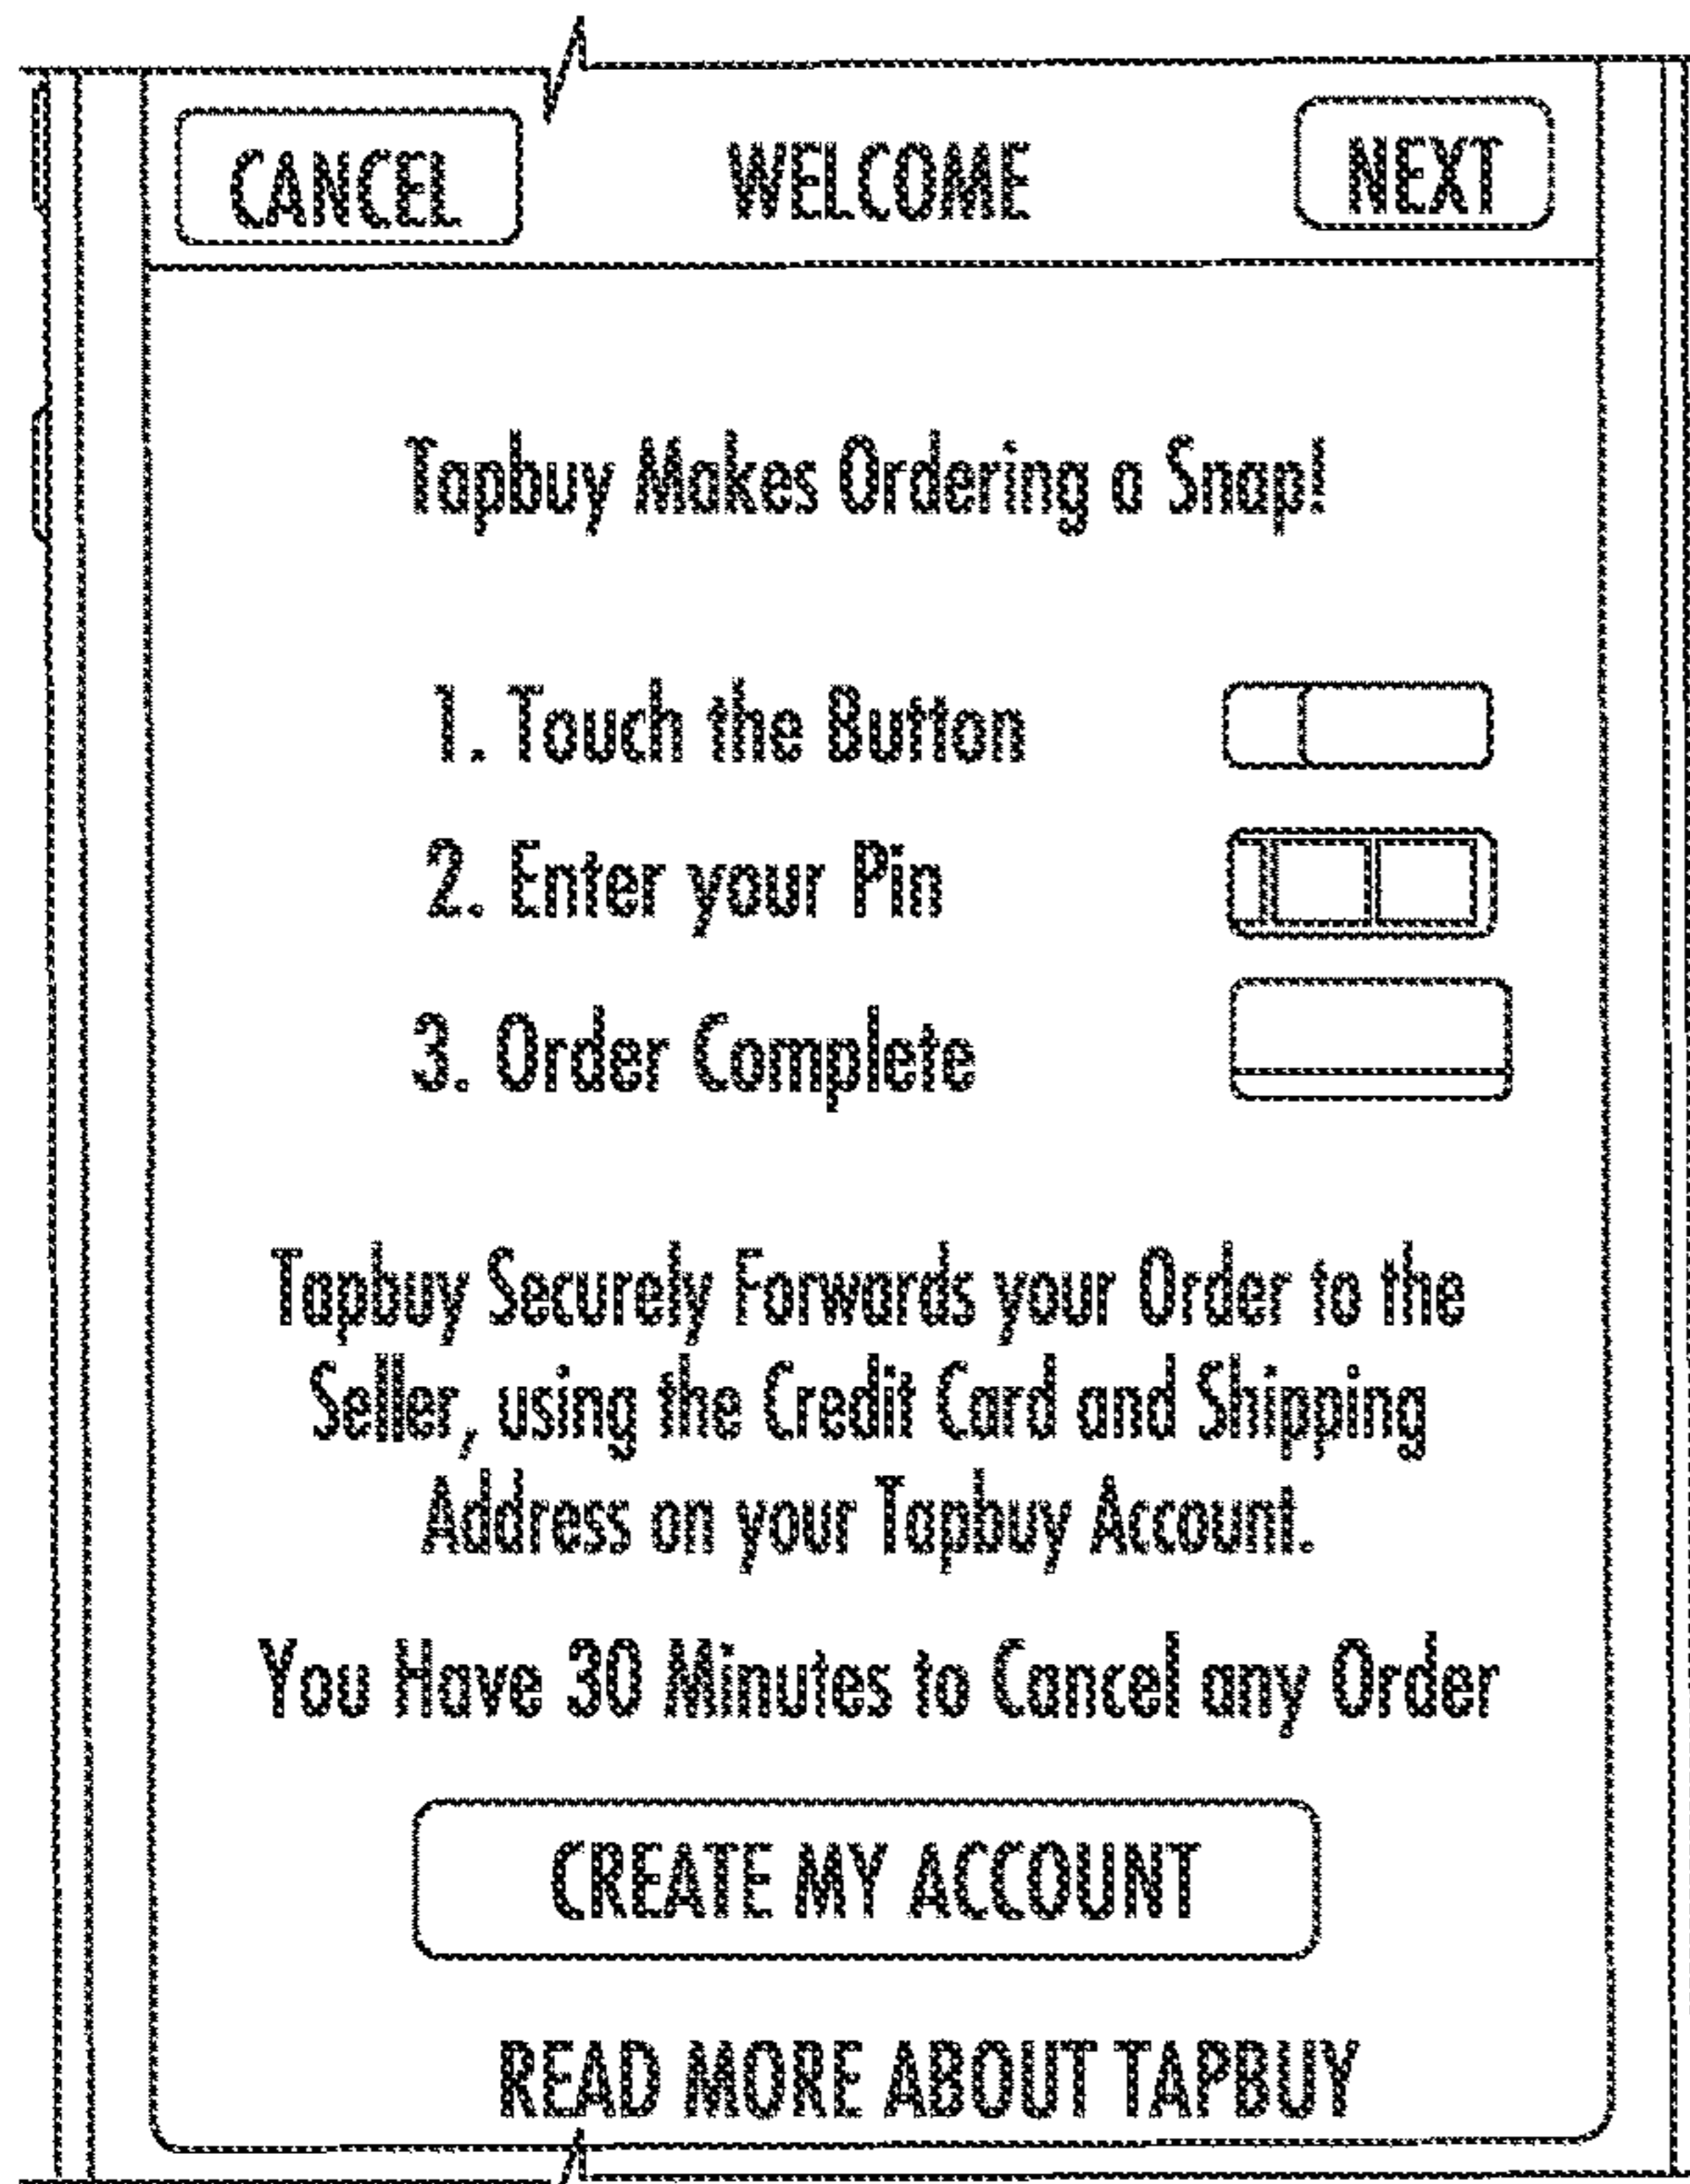 CANCEL WELCOME NEXT
Tapbuy Makes Ordering a Snap!
1. Touch the Button
2. Enter your Pin
3. Order Complete
Tapbuy Securely Forwards your Order to the
Seller, using the Credit Card and Shipping
Address on your Tapbuy Account.
You Have 30 Minutes to Cancel any Order
CREATE MY ACCOUNT
READ MORE ABOUT TAPBUY